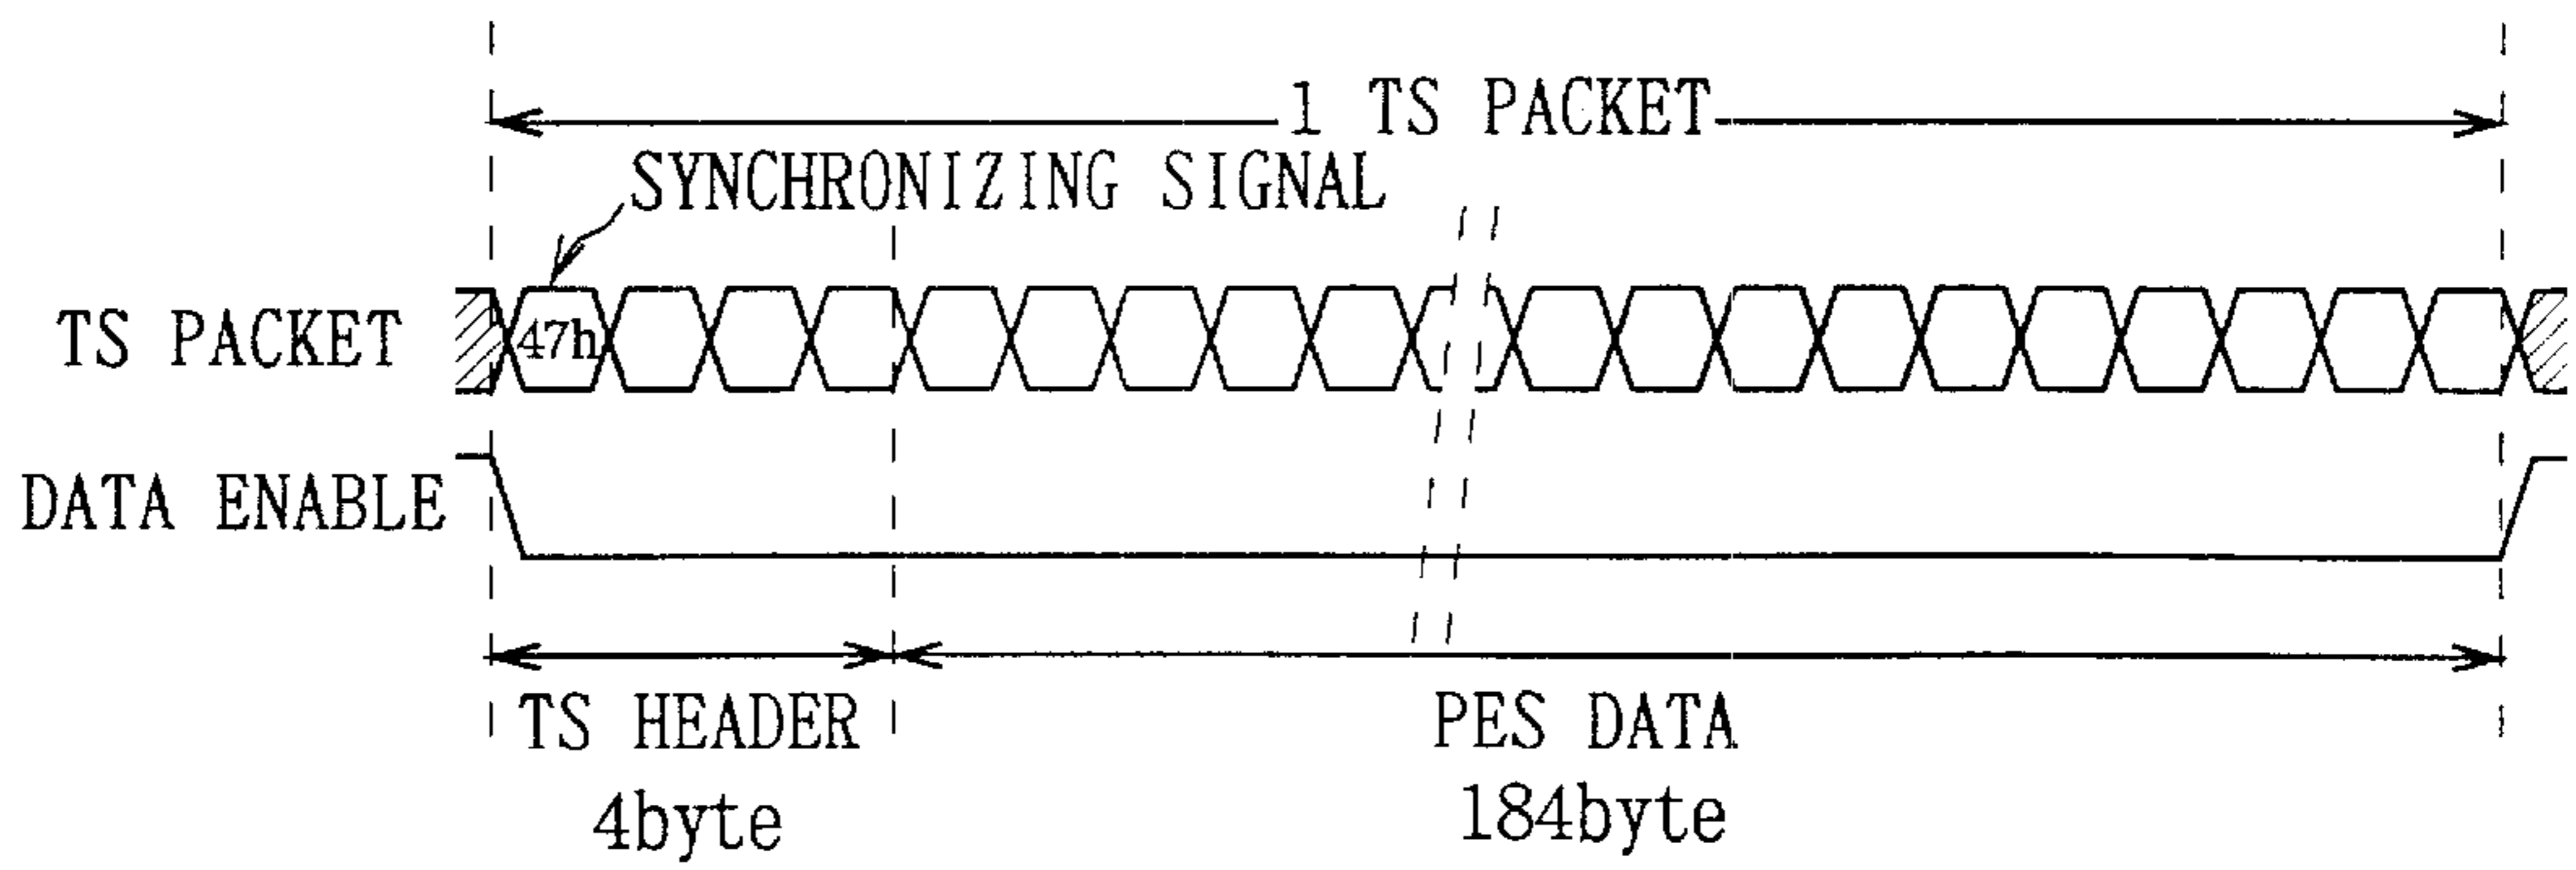 1 TS PACKET
SYNCHRONIZING SIGNAL
TS PACKET
47h
DATA ENABLE
TS HEADER
4byte
PES DATA
184byte